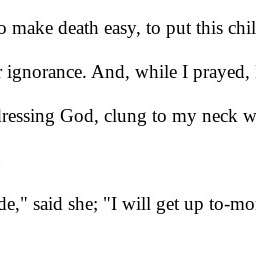 o make death easy, to put this chil
ignorance. And, while I prayed,
ressing God, clung to my neck w
de," said she; "I will get up to-mo